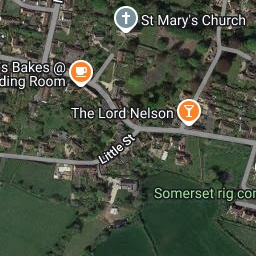 St Mary's Church
s Bakes @
ding Room
The Lord Nelson
Little St
Somerset rig con